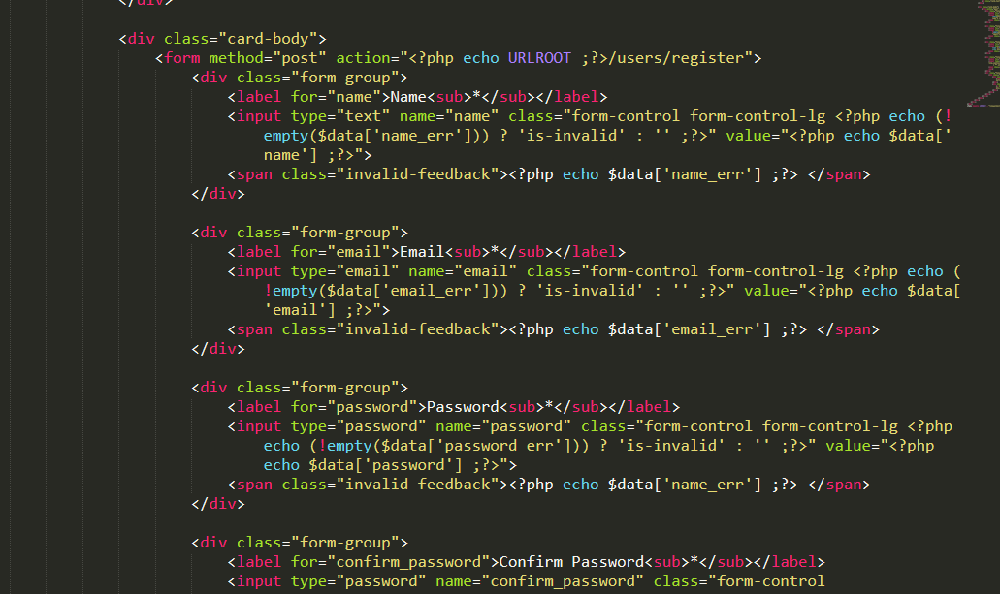 </div>
<div class="card-body">
<form method="post" action="<?php echo URLROOT ;?>/users/register">
<div class="form-group">
<label for="name">Name<sub>*</sub></label>
<input type="text" name="name" class="form-control form-control-lg <?php echo (!
empty($data['name_err'])) ? 'is-invalid' : '' ;?>" value="<?php echo $data['
name'] ;?>">
<span class="invalid-feedback"><?php echo $data['name_err'] ;?> </span>
</div>
<div class="form-group">
<label for="email">Email<sub>*</sub></label>
<input type="email" name="email" class="form-control form-control-lg <?php echo (
!empty($data['email_err'])) ? 'is-invalid' : '' ;?>" value="<?php echo $data[
'email'] ;?>">
<span class="invalid-feedback"><?php echo $data['email_err'] ;?> </span>
</div>
<div class="form-group">
<label for="password">Password<sub>*</sub></label>
<input type="password" name="password" class="form-control form-control-lg <?php
echo (!empty($data['password_err'])) ? 'is-invalid' : '' ;?>" value="<?php
echo $data['password'] ;?>">
<span class="invalid-feedback"><?php echo $data['name_err'] ;?> </span>
</div>
<div class="form-group">
<label for="confirm_password">Confirm Password<sub>*</sub></label>
<input type="password" name="confirm_password" class="form-control